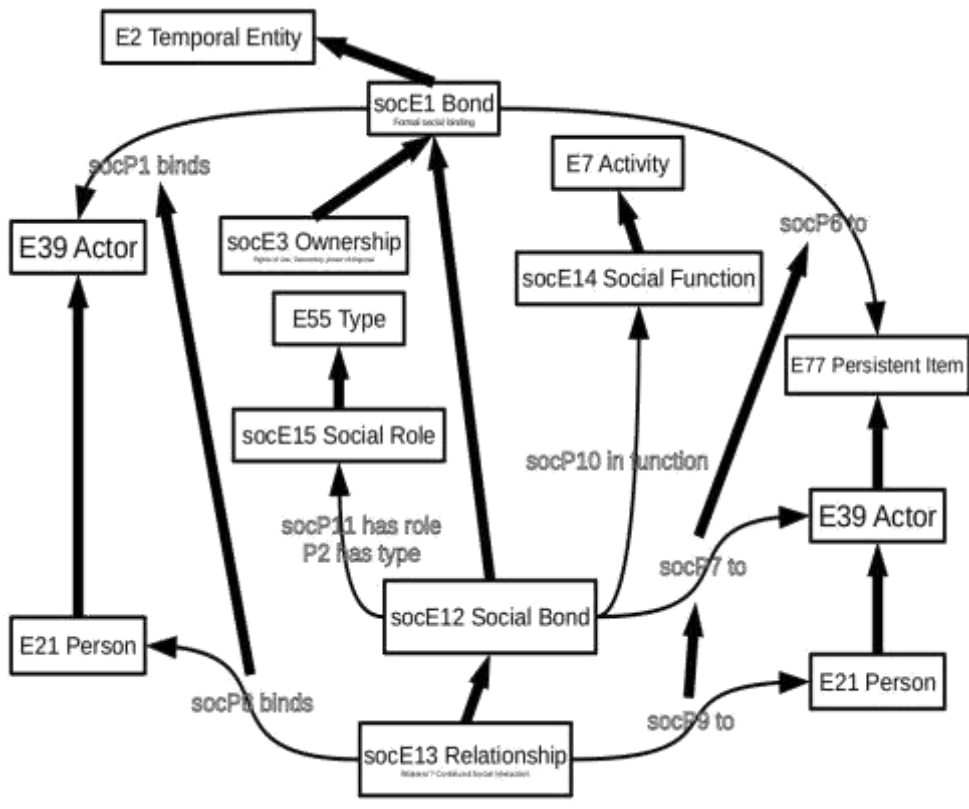 E2 Temporal Entity
socE1 Bond
Formal social binding
socP1 binds
E7 Activity
socP6 to
E39 Actor
socE3 Ownership
socE14 Social Function
E55 Type
E77 Persistent Item
socE15 Social Role
socP10 in function
E39 Actor
socP11 has role
P2 has type
socP7 to
socE12 Social Bond
E21 Person
E21 Person
socP8 binds
socP9 to
socE13 Relationship